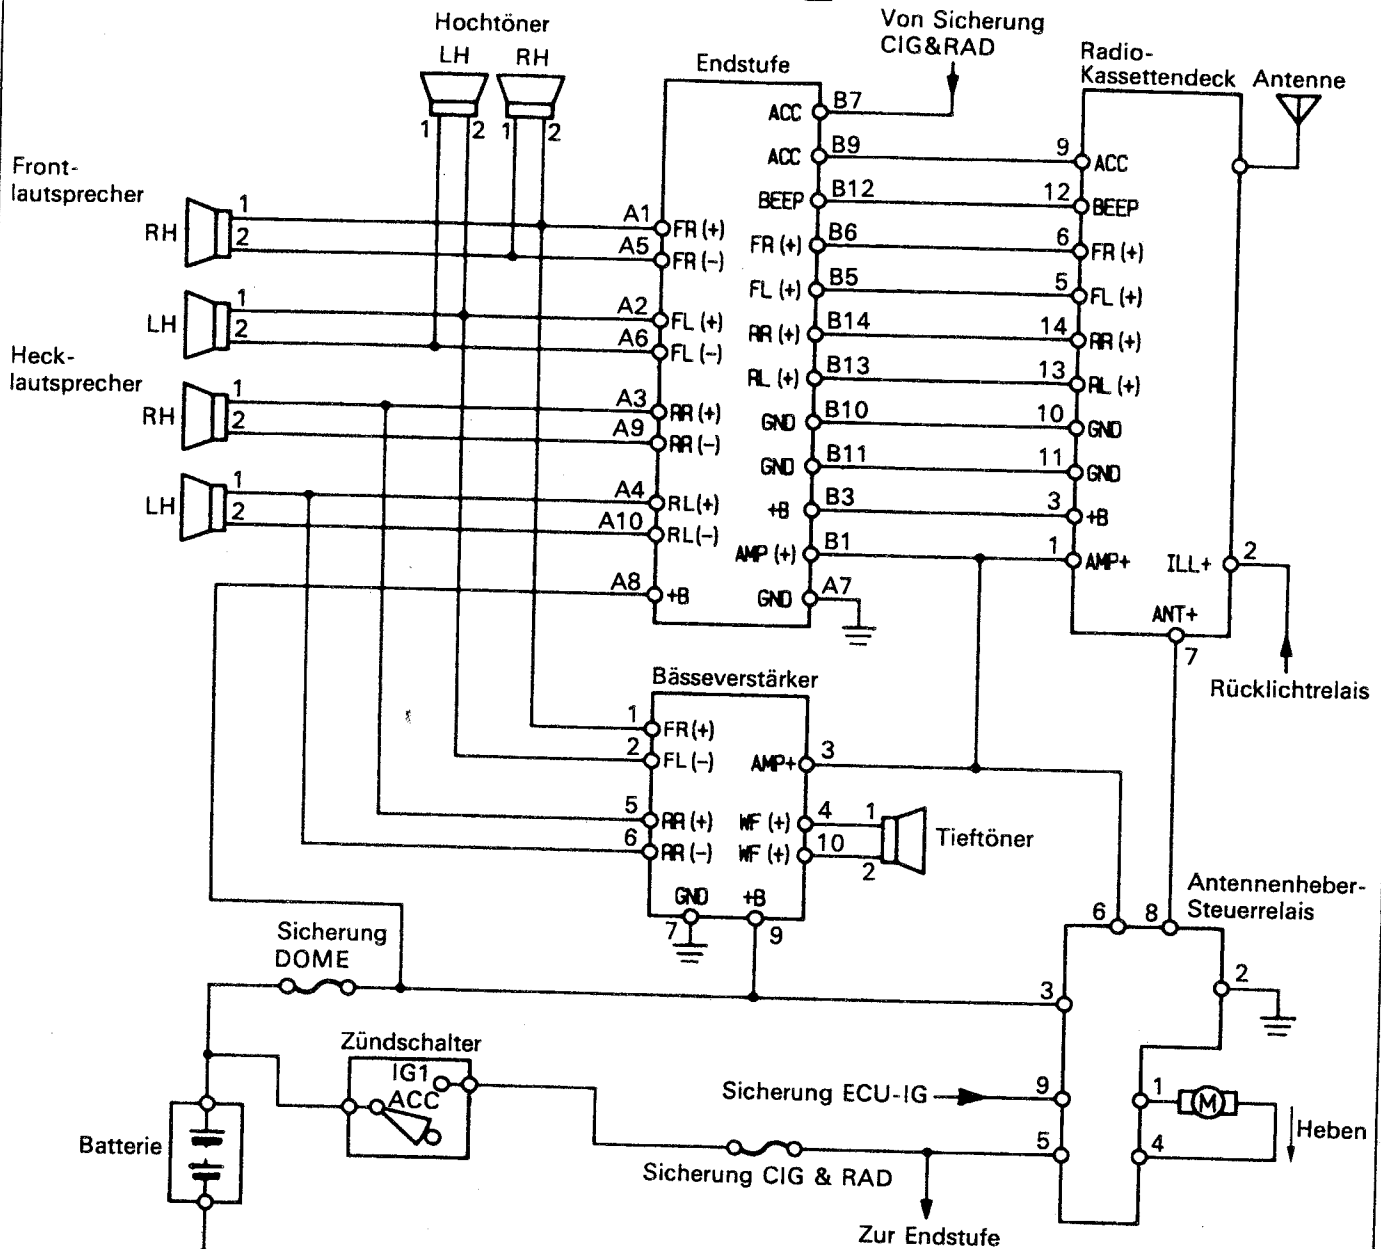 Hochtöner
LH RH
1 2 1 2
Von Sicherung
CIG&RAD
Endstufe
Radio-
Kassettendeck
Antenne
Front-
lautsprecher
RH
1
2
LH
1
2
Heck-
lautsprecher
RH
1
2
LH
1
2
A1 FR (+)
A5 FR (-)
A2 FL (+)
A6 FL (-)
A3 RR (+)
A9 RR (-)
A4 RL (+)
A10 RL (-)
A8 +B
ACC B7
ACC B9 9 ACC
BEEP B12 12 BEEP
FR (+) B6 6 FR (+)
FL (+) B5 5 FL (+)
RR (+) B14 14 RR (+)
RL (+) B13 13 RL (+)
GND B10 10 GND
GND B11 11 GND
+B B3 3 +B
AMP (+) B1 1 AMP+
GND A7
ILL+ 2
ANT+
7
Rücklichtrelais
Bässeverstärker
1 FR (+)
2 FL (-)
5 RR (+)
6 RR (-)
AMP+ 3
WF (+) 4 1
WF (+) 10 2
Tieftöner
GND +B
7 9
Antennenheber-
Steuerrelais
6 8
3
2
9
5
1
4
M
Heben
Sicherung
DOME
Zündschalter
IG1
ACC
Batterie
Sicherung ECU-IG
Sicherung CIG & RAD
Zur Endstufe